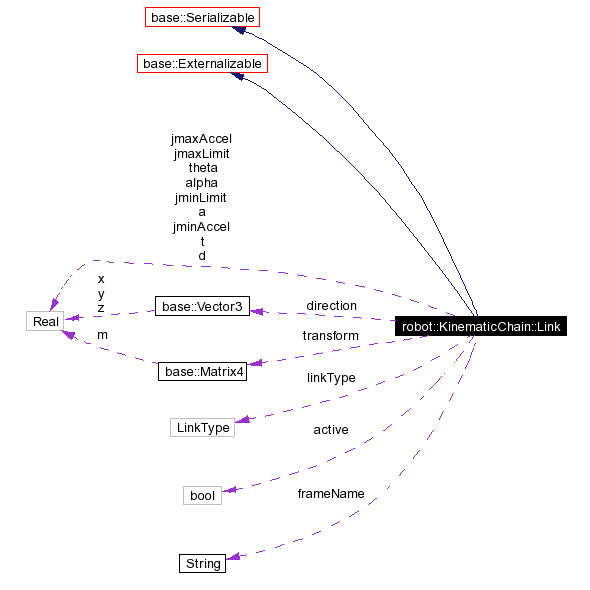 base::Serializable
base::Externalizable
jmaxAccel
jmaxLimit
theta
alpha
jminLimit
a
jminAccel
t
d
x
y
z
m
Real
base::Vector3
direction
robot::KinematicChain::Link
transform
base::Matrix4
linkType
LinkType
active
bool
frameName
String